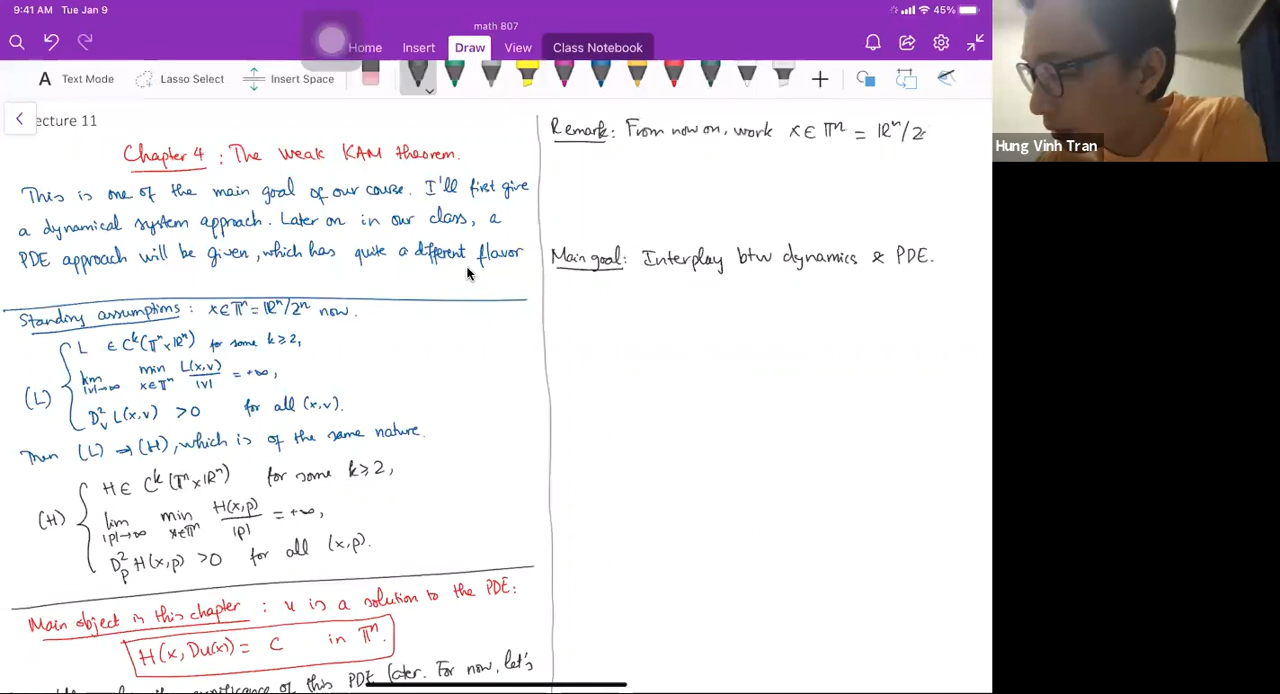 9:41 AM Tue Jan 9
45%
math 807
Home Insert Draw View Class Notebook
A Text Mode Lasso Select Insert Space
ecture 11
Chapter 4 : The weak KAM theorem.
This is one of the main goal of our course. I'll first give
a dynamical system approach. Later on in our class, a
PDE approach will be given, which has quite a different flavor
Standing assumptions : x ∈ 𝕋ⁿ = ℝⁿ/ℤⁿ now.
(L) { L ∈ Cᵏ(𝕋ⁿ×ℝⁿ) for some k ≥ 2,
lim |v|→∞ min x∈𝕋ⁿ L(x,v)/|v| = +∞,
D²ᵥ L(x,v) > 0 for all (x,v).
Then (L) → (H), which is of the same nature.
(H) { H ∈ Cᵏ(𝕋ⁿ×ℝⁿ) for some k ≥ 2,
lim |p|→∞ min x∈𝕋ⁿ H(x,p)/|p| = +∞,
D²ₚ H(x,p) > 0 for all (x,p).
Main object in this chapter : u is a solution to the PDE:
H(x, Du(x)) = c in 𝕋ⁿ.
significance of this PDE later. For now, let's
Remark: From now on, work x ∈ 𝕋ⁿ = ℝⁿ/2
Main goal: Interplay btw dynamics & PDE.
Hung Vinh Tran